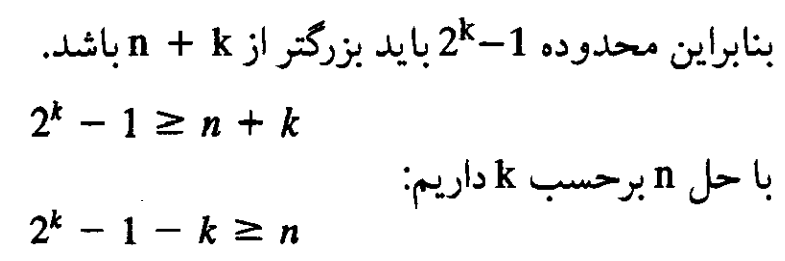 بنابراین محدوده 2^k−1 باید بزرگتر از n + k باشد.
2^k − 1 ≥ n + k
با حل n برحسب k داریم:
2^k − 1 − k ≥ n